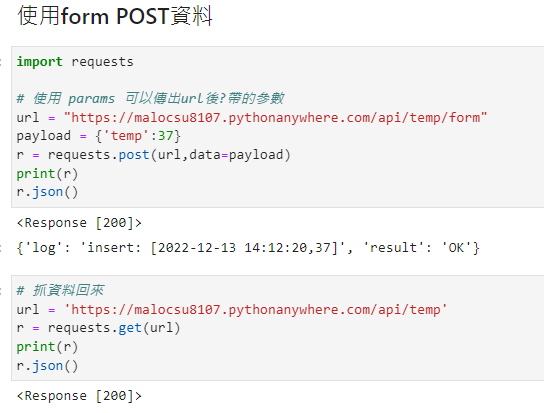 使用form POST資料
import requests
# 使用 params 可以傳出url後?帶的參數
url = "https://malocsu8107.pythonanywhere.com/api/temp/form"
payload = {'temp':37}
r = requests.post(url,data=payload)
print(r)
r.json()
<Response [200]>
{'log': 'insert: [2022-12-13 14:12:20,37]', 'result': 'OK'}
# 抓資料回來
url = 'https://malocsu8107.pythonanywhere.com/api/temp'
r = requests.get(url)
print(r)
r.json()
<Response [200]>